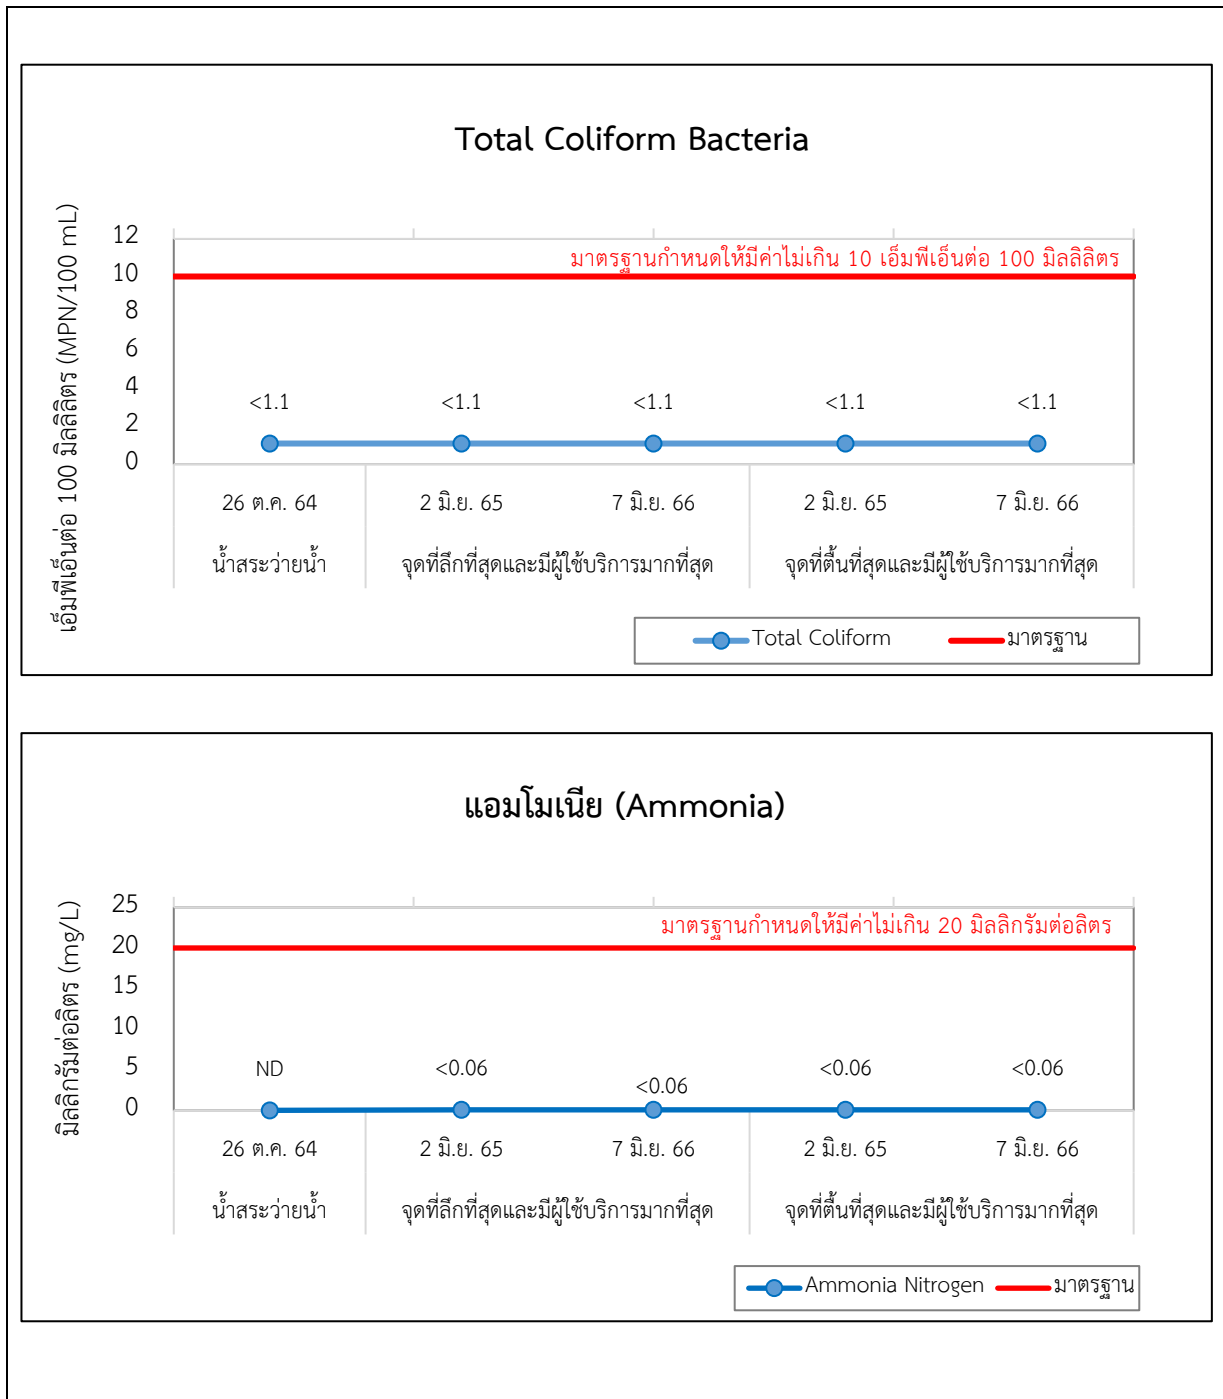 Total Coliform Bacteria
เอ็มพีเอ็นต่อ 100 มิลลิลิตร (MPN/100 mL)
12
10
8
6
4
2
0
มาตรฐานกำหนดให้มีค่าไม่เกิน 10 เอ็มพีเอ็นต่อ 100 มิลลิลิตร
<1.1 <1.1 <1.1 <1.1 <1.1
26 ต.ค. 64 2 มิ.ย. 65 7 มิ.ย. 66 2 มิ.ย. 65 7 มิ.ย. 66
น้ำสระว่ายน้ำ จุดที่ลึกที่สุดและมีผู้ใช้บริการมากที่สุด จุดที่ตื้นที่สุดและมีผู้ใช้บริการมากที่สุด
Total Coliform มาตรฐาน
แอมโมเนีย (Ammonia)
มิลลิกรัมต่อลิตร (mg/L)
25
20
15
10
5
0
มาตรฐานกำหนดให้มีค่าไม่เกิน 20 มิลลิกรัมต่อลิตร
ND <0.06 <0.06 <0.06 <0.06
26 ต.ค. 64 2 มิ.ย. 65 7 มิ.ย. 66 2 มิ.ย. 65 7 มิ.ย. 66
น้ำสระว่ายน้ำ จุดที่ลึกที่สุดและมีผู้ใช้บริการมากที่สุด จุดที่ตื้นที่สุดและมีผู้ใช้บริการมากที่สุด
Ammonia Nitrogen มาตรฐาน